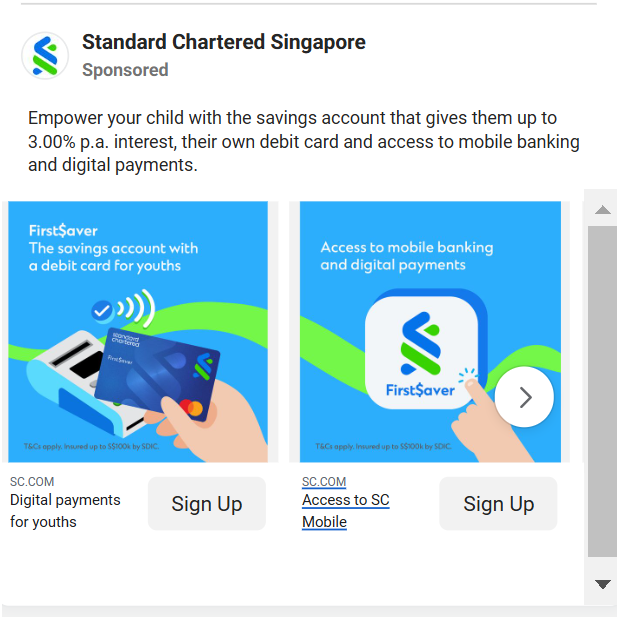 Standard Chartered Singapore
Sponsored
Empower your child with the savings account that gives them up to
3.00% p.a. interest, their own debit card and access to mobile banking
and digital payments.
First$aver
The savings account with
a debit card for youths
standard
chartered
First$aver
T&Cs apply. Insured up to S$100k by SDIC.
Access to mobile banking
and digital payments
First$aver
T&Cs apply. Insured up to S$100k by SDIC.
SC.COM
Digital payments
for youths
Sign Up
SC.COM
Access to SC
Mobile
Sign Up